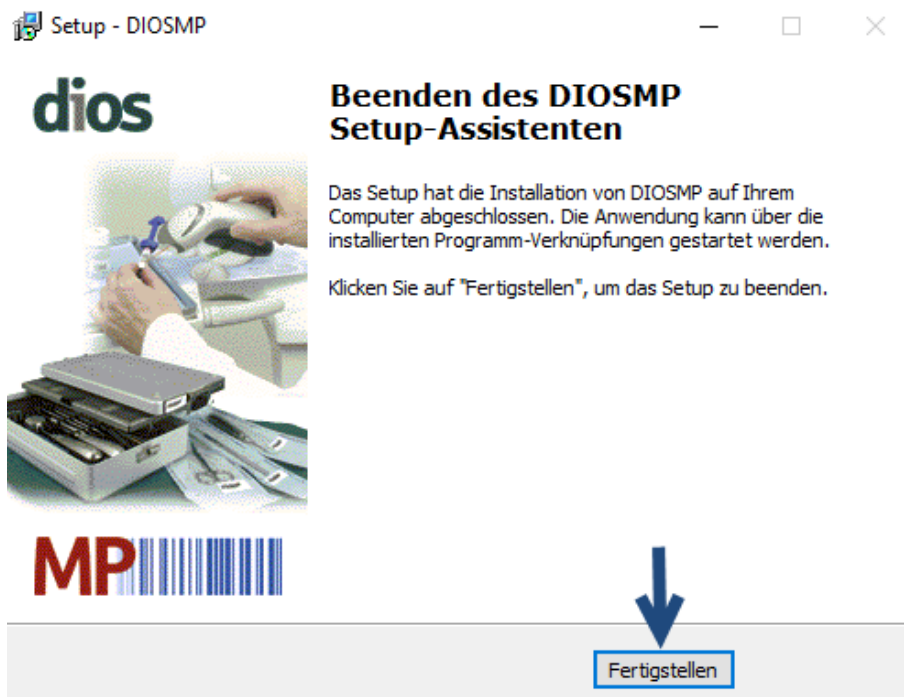 Setup - DIOSMP
dios
Beenden des DIOSMP
Setup-Assistenten
Das Setup hat die Installation von DIOSMP auf Ihrem
Computer abgeschlossen. Die Anwendung kann über die
installierten Programm-Verknüpfungen gestartet werden.
Klicken Sie auf "Fertigstellen", um das Setup zu beenden.
MP
Fertigstellen